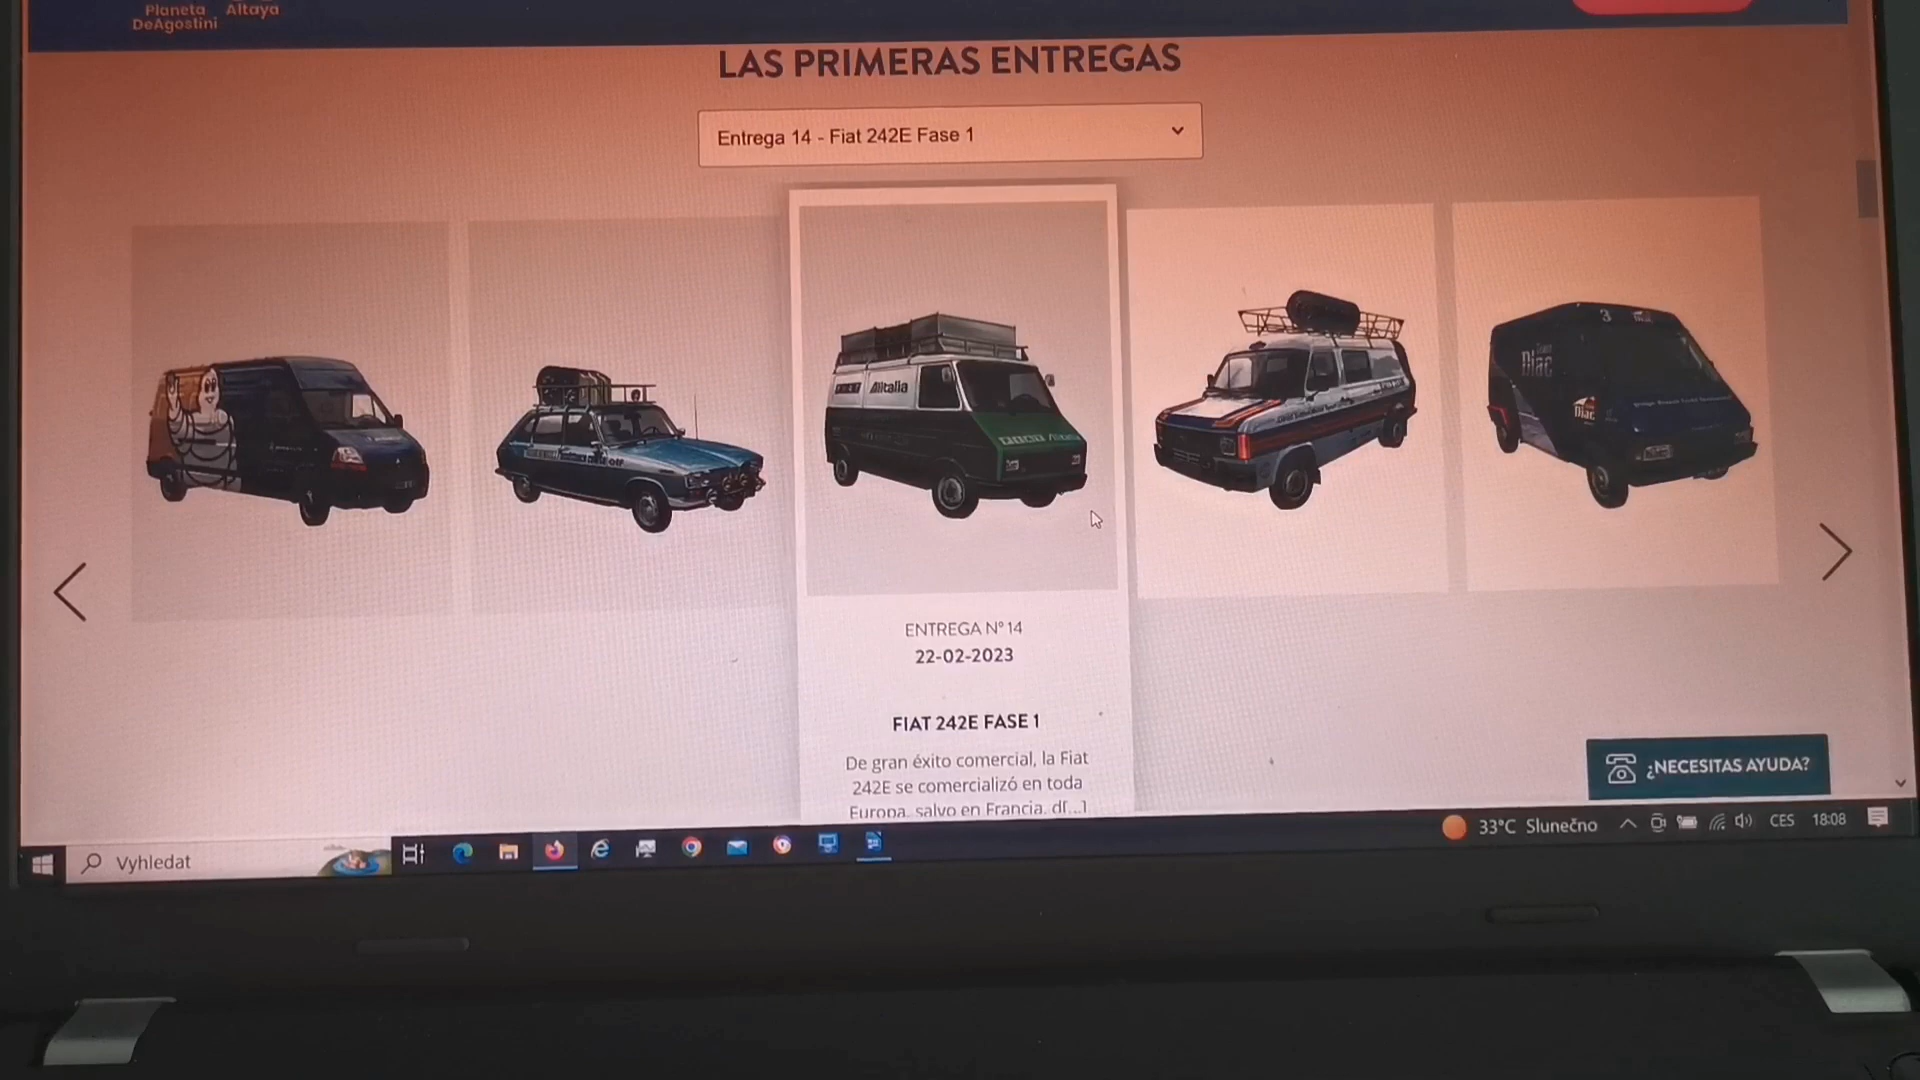 Planeta Altaya
DeAgostini
LAS PRIMERAS ENTREGAS
Entrega 14 - Fiat 242E Fase 1
Alitalia
3
Diac
Diac
ENTREGA Nº 14
22-02-2023
FIAT 242E FASE 1
De gran éxito comercial, la Fiat
242E se comercializó en toda
Europa, salvo en Francia, d[...]
¿NECESITAS AYUDA?
Vyhledat
33°C Slunečno
CES
18:08